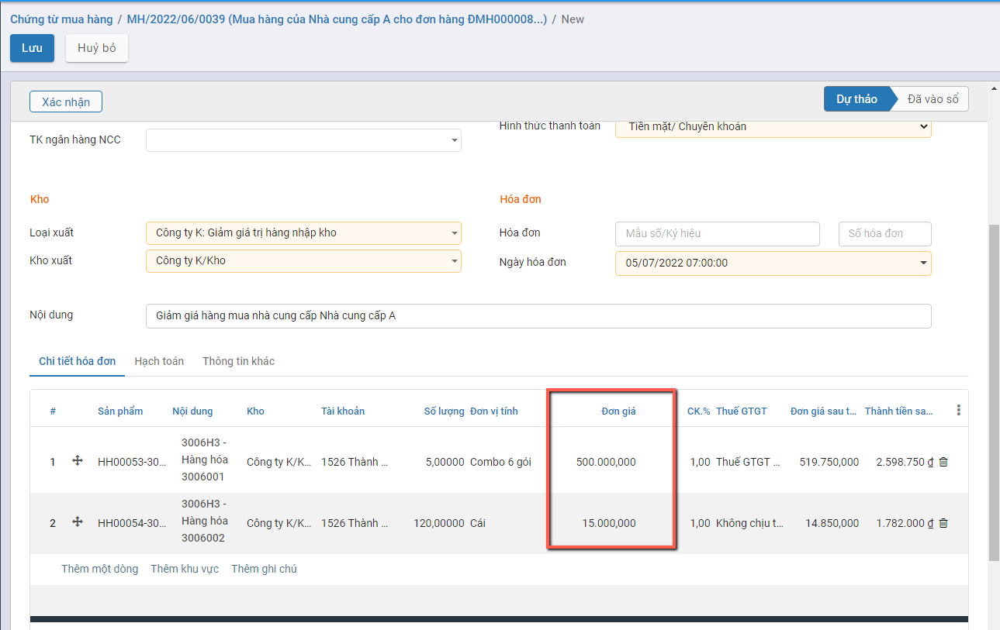 Chứng từ mua hàng / MH/2022/06/0039 (Mua hàng của Nhà cung cấp A cho đơn hàng ĐMH000008...) / New
Lưu Huỷ bỏ
Xác nhận Dự thảo Đã vào sổ
Hình thức thanh toán Tiền mặt/ Chuyển khoản
TK ngân hàng NCC
Kho Hóa đơn
Loại xuất Công ty K: Giảm giá trị hàng nhập kho Hóa đơn Mẫu số/Ký hiệu Số hóa đơn
Kho xuất Công ty K/Kho Ngày hóa đơn 05/07/2022 07:00:00
Nội dung Giảm giá hàng mua nhà cung cấp Nhà cung cấp A
Chi tiết hóa đơn Hạch toán Thông tin khác
# Sản phẩm Nội dung Kho Tài khoản Số lượng Đơn vị tính Đơn giá CK.% Thuế GTGT Đơn giá sau t... Thành tiền sa...
3006H3 -
1 HH00053-30... Hàng hóa Công ty K/K... 1526 Thành ... 5,00000 Combo 6 gói 500.000,000 1,00 Thuế GTGT ... 519.750,000 2.598.750 ₫
3006001
3006H3 -
2 HH00054-30... Hàng hóa Công ty K/K... 1526 Thành ... 120,00000 Cái 15.000,000 1,00 Không chịu t... 14.850,000 1.782.000 ₫
3006002
Thêm một dòng Thêm khu vực Thêm ghi chú